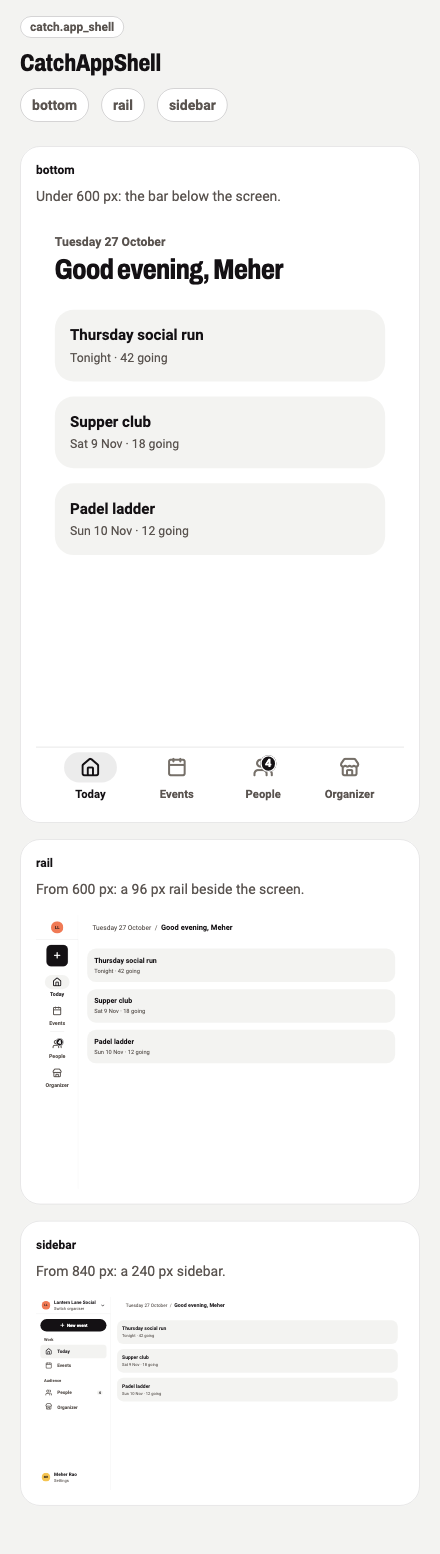 catch.app_shell
CatchAppShell
bottom
rail
sidebar
bottom
Under 600 px: the bar below the screen.
Tuesday 27 October
Good evening, Meher
Thursday social run
Tonight · 42 going
Supper club
Sat 9 Nov · 18 going
Padel ladder
Sun 10 Nov · 12 going
4
Today
Events
People
Organizer
rail
From 600 px: a 96 px rail beside the screen.
LL
Tuesday 27 October / Good evening, Meher
Today
Events
4
People
Organizer
Thursday social run
Tonight · 42 going
Supper club
Sat 9 Nov · 18 going
Padel ladder
Sun 10 Nov · 12 going
sidebar
From 840 px: a 240 px sidebar.
Lantern Lane Social
Switch organizer
Tuesday 27 October / Good evening, Meher
+ New event
Today
Events
Audience
People
Organizer
Thursday social run
Tonight · 42 going
Supper club
Sat 9 Nov · 18 going
Padel ladder
Sun 10 Nov · 12 going
Meher Rao
Settings